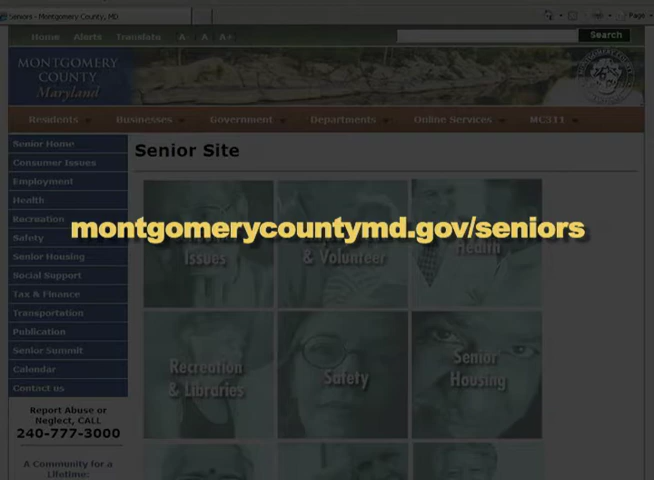 Seniors - Montgomery County, MD
Page
Home Alerts Translate A- A A+
Search
MONTGOMERY
COUNTY
Maryland
Residents Businesses Government Departments Online Services MC311
Senior Home
Consumer Issues
Employment
Health
Recreation
Safety
Senior Housing
Social Support
Tax & Finance
Transportation
Publication
Senior Summit
Calendar
Contact us
Report Abuse or
Neglect, CALL
240-777-3000
A Community for a
Lifetime:
Senior Site
montgomerycountymd.gov/seniors
Issues
& Volunteer
Health
Recreation
& Libraries
Safety
Senior
Housing